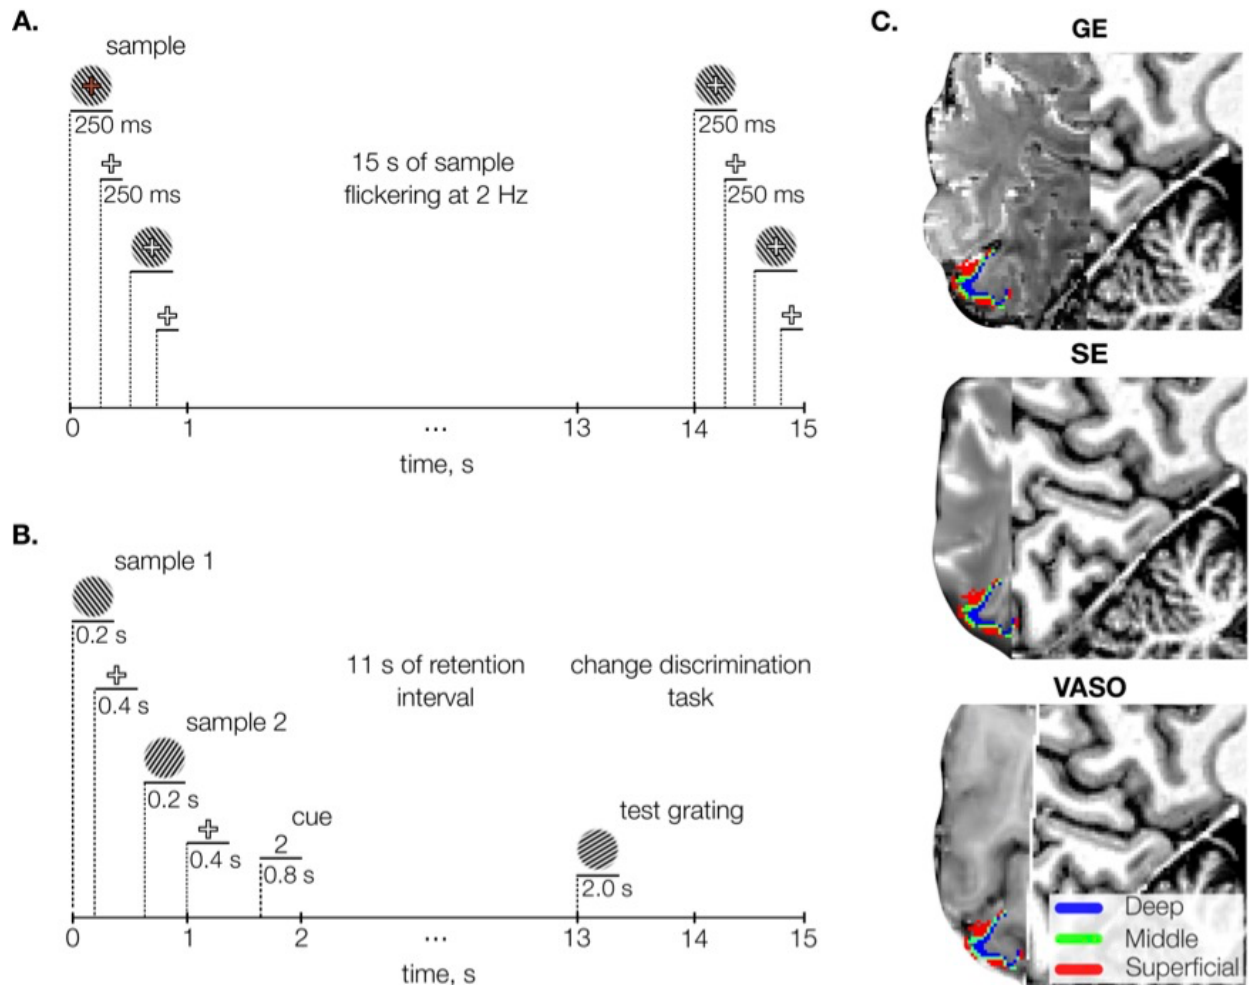 A.
sample
250 ms
250 ms
15 s of sample
flickering at 2 Hz
250 ms
250 ms
0 1 ... 13 14 15
time, s
B.
sample 1
0.2 s
0.4 s
sample 2
0.2 s
0.4 s
cue
2
0.8 s
11 s of retention
interval
change discrimination
task
test grating
2.0 s
0 1 2 ... 13 14 15
time, s
C.
GE
SE
VASO
Deep
Middle
Superficial